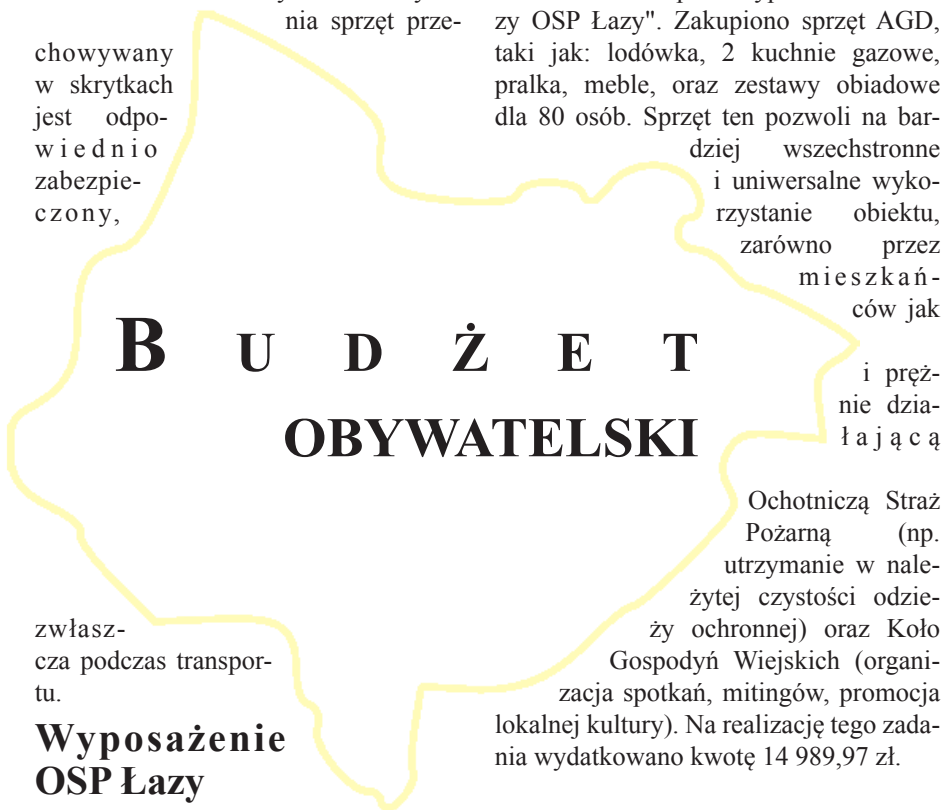 nia sprzęt prze-
chowywany
w skrytkach
jest odpo-
wiednio
zabezpie-
czony,
zwłasz-
cza podczas transpor-
tu.
Wyposażenie
OSP Łazy
BUDŻET
OBYWATELSKI
zy OSP Łazy". Zakupiono sprzęt AGD,
taki jak: lodówka, 2 kuchnie gazowe,
pralka, meble, oraz zestawy obiadowe
dla 80 osób. Sprzęt ten pozwoli na bar-
dziej wszechstronne
i uniwersalne wyko-
rzystanie obiektu,
zarówno przez
mieszkań-
ców jak
i pręż-
nie dzia-
łającą
Ochotniczą Straż
Pożarną (np.
utrzymanie w nale-
żytej czystości odzie-
ży ochronnej) oraz Koło
Gospodyń Wiejskich (organi-
zacja spotkań, mitingów, promocja
lokalnej kultury). Na realizację tego zada-
nia wydatkowano kwotę 14 989,97 zł.